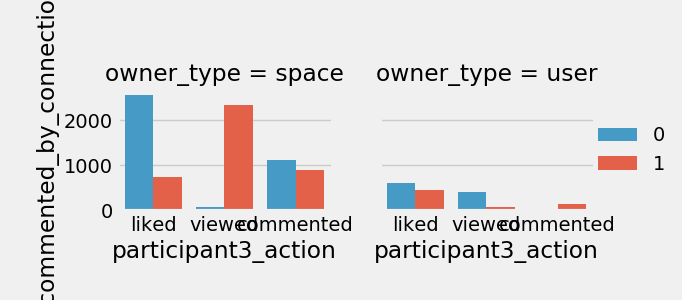 commented_by_connectio
owner_type = space
owner_type = user
2000
1000
0
liked
viewed
commented
liked
viewed
commented
participant3_action
participant3_action
0
1